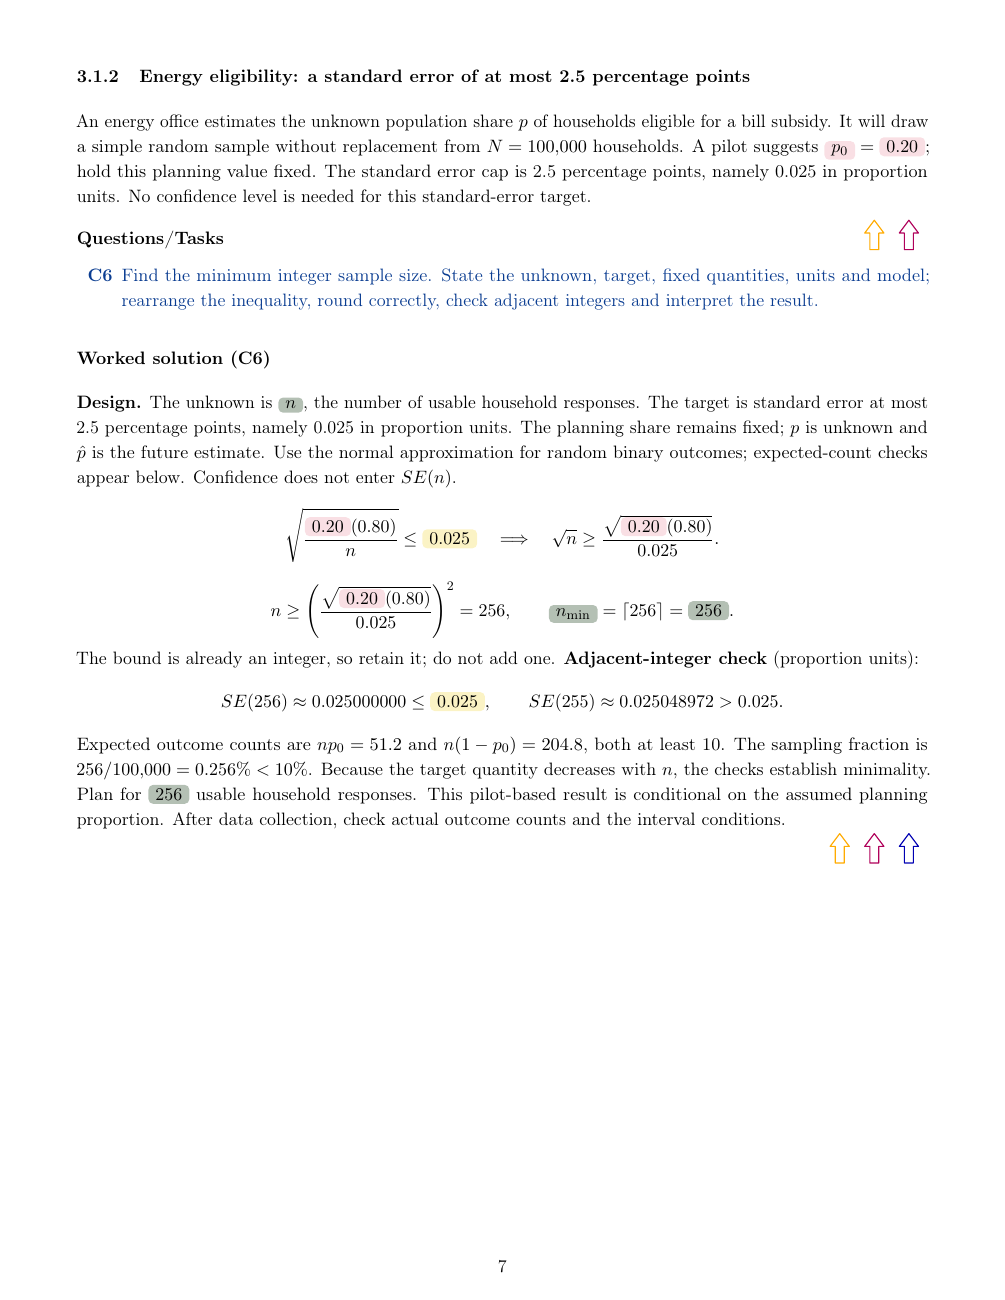 3.1.2 Energy eligibility: a standard error of at most 2.5 percentage points
An energy office estimates the unknown population share p of households eligible for a bill subsidy. It will draw
a simple random sample without replacement from N = 100,000 households. A pilot suggests p₀ = 0.20 ;
hold this planning value fixed. The standard error cap is 2.5 percentage points, namely 0.025 in proportion
units. No confidence level is needed for this standard-error target.
Questions/Tasks
C6 Find the minimum integer sample size. State the unknown, target, fixed quantities, units and model;
rearrange the inequality, round correctly, check adjacent integers and interpret the result.
Worked solution (C6)
Design. The unknown is n , the number of usable household responses. The target is standard error at most
2.5 percentage points, namely 0.025 in proportion units. The planning share remains fixed; p is unknown and
p̂ is the future estimate. Use the normal approximation for random binary outcomes; expected-count checks
appear below. Confidence does not enter SE(n).
√(0.20 (0.80) / n) ≤ 0.025 ⟹ √n ≥ √(0.20 (0.80)) / 0.025.
n ≥ (√(0.20 (0.80)) / 0.025)² = 256, n_min = ⌈256⌉ = 256 .
The bound is already an integer, so retain it; do not add one. Adjacent-integer check (proportion units):
SE(256) ≈ 0.025000000 ≤ 0.025 , SE(255) ≈ 0.025048972 > 0.025.
Expected outcome counts are np₀ = 51.2 and n(1 − p₀) = 204.8, both at least 10. The sampling fraction is
256/100,000 = 0.256% < 10%. Because the target quantity decreases with n, the checks establish minimality.
Plan for 256 usable household responses. This pilot-based result is conditional on the assumed planning
proportion. After data collection, check actual outcome counts and the interval conditions.
7